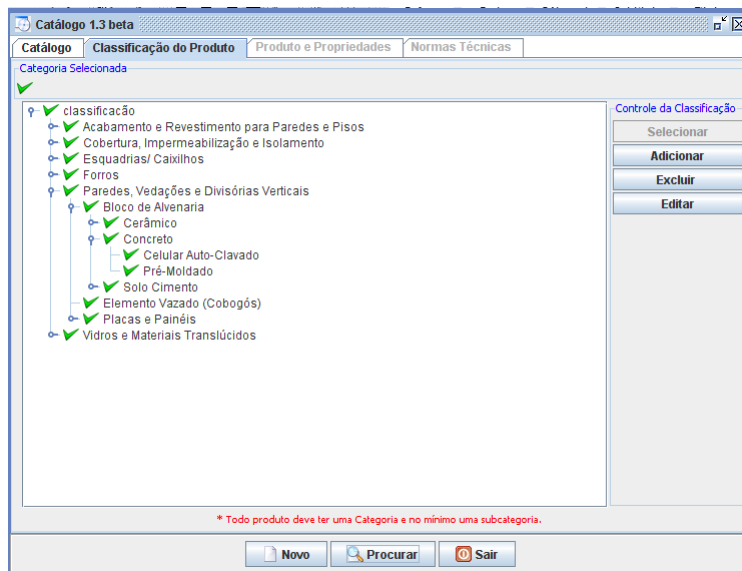 Catálogo 1.3 beta
Catálogo Classificação do Produto Produto e Propriedades Normas Técnicas
Categoria Selecionada
classificacão
Acabamento e Revestimento para Paredes e Pisos
Cobertura, Impermeabilização e Isolamento
Esquadrias/ Caixilhos
Forros
Paredes, Vedações e Divisórias Verticais
Bloco de Alvenaria
Cerâmico
Concreto
Celular Auto-Clavado
Pré-Moldado
Solo Cimento
Elemento Vazado (Cobogós)
Placas e Painéis
Vidros e Materiais Translúcidos
Controle da Classificação
Selecionar
Adicionar
Excluir
Editar
* Todo produto deve ter uma Categoria e no mínimo uma subcategoria.
Novo Procurar Sair